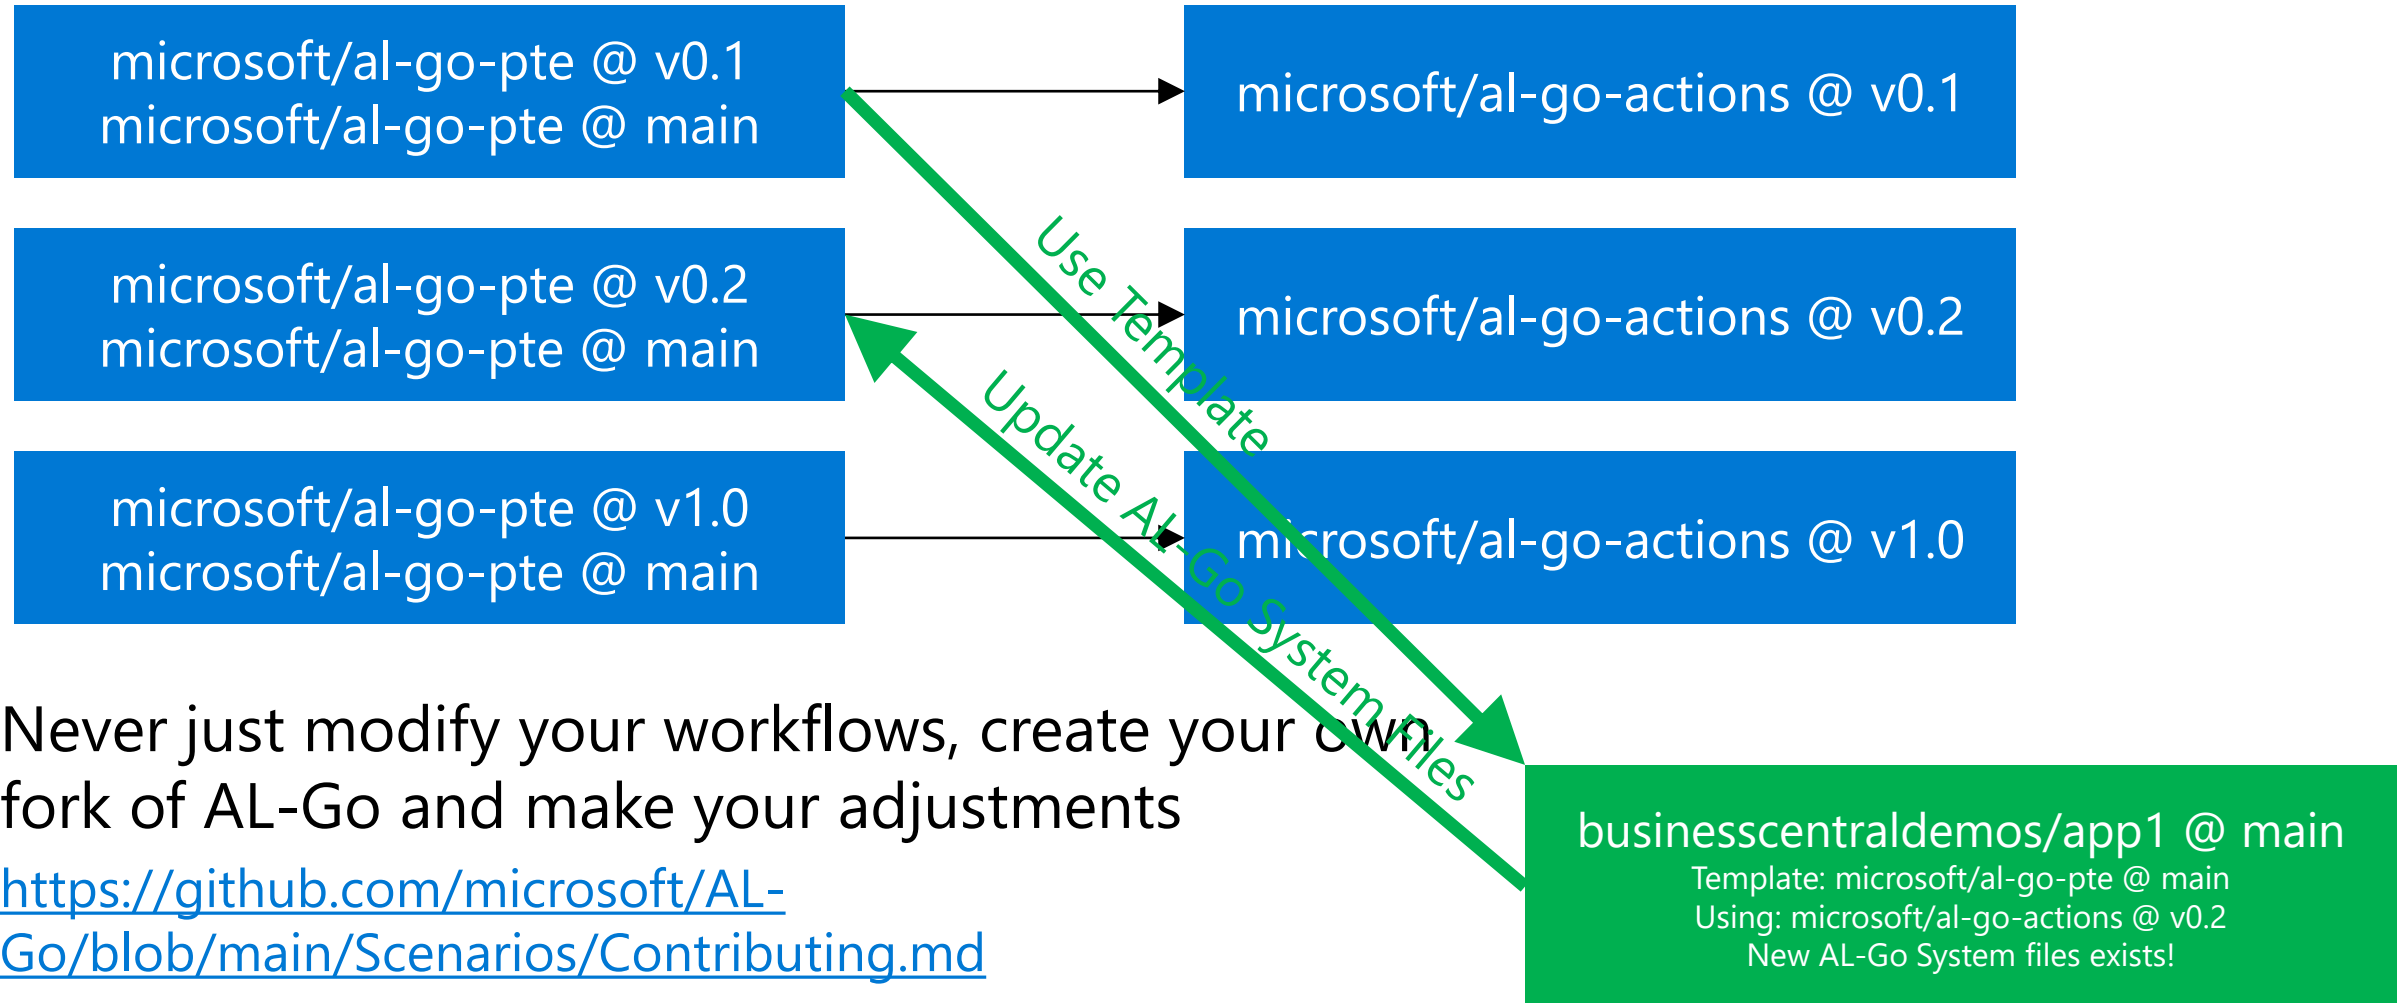 microsoft/al-go-pte @ v0.1
microsoft/al-go-pte @ main
microsoft/al-go-actions @ v0.1
microsoft/al-go-pte @ v0.2
microsoft/al-go-pte @ main
microsoft/al-go-actions @ v0.2
microsoft/al-go-pte @ v1.0
microsoft/al-go-pte @ main
microsoft/al-go-actions @ v1.0
Use Template
Update AL-Go System Files
Never just modify your workflows, create your own
fork of AL-Go and make your adjustments
https://github.com/microsoft/AL-
Go/blob/main/Scenarios/Contributing.md
businesscentraldemos/app1 @ main
Template: microsoft/al-go-pte @ main
Using: microsoft/al-go-actions @ v0.2
New AL-Go System files exists!